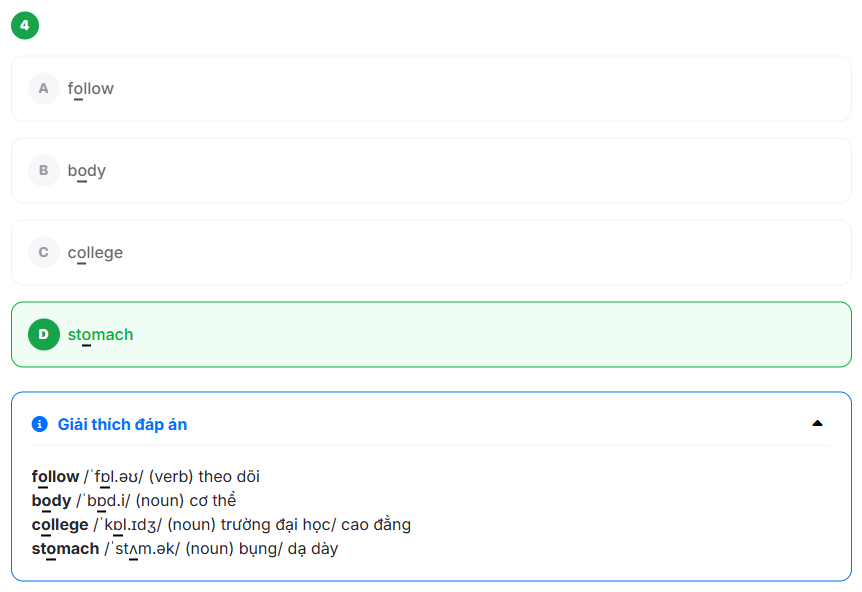 4
A follow
B body
C college
D stomach
Giải thích đáp án
follow /ˈfɒl.əʊ/ (verb) theo dõi
body /ˈbɒd.i/ (noun) cơ thể
college /ˈkɒl.ɪdʒ/ (noun) trường đại học/ cao đẳng
stomach /ˈstʌm.ək/ (noun) bụng/ dạ dày